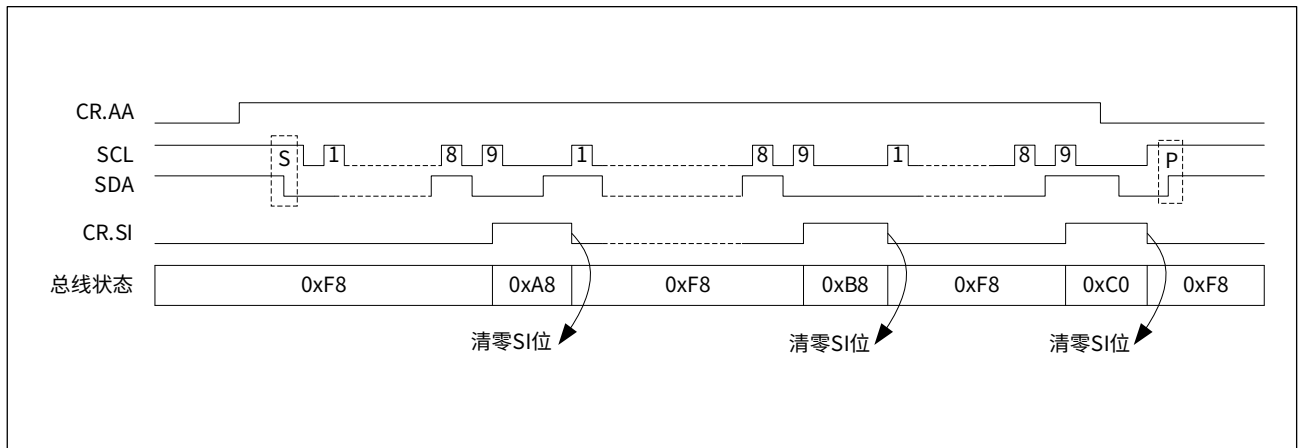 CR.AA
SCL S 1 8 9 1 8 9 1 8 9 P
SDA
CR.SI
总线状态 0xF8 0xA8 0xF8 0xB8 0xF8 0xC0 0xF8
清零SI位 清零SI位 清零SI位